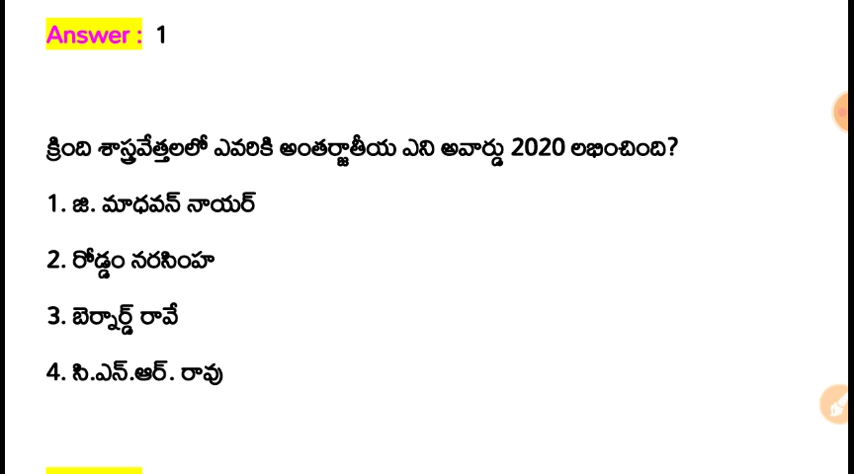 Answer : 1
క్రింది శాస్త్రవేత్తలలో ఎవరికి అంతర్జాతీయ ఎని అవార్డు 2020 లభించింది?
1. జి. మాధవన్ నాయర్
2. రోడ్డం నరసింహ
3. బెర్నార్డ్ రావే
4. సి.ఎన్.ఆర్. రావు